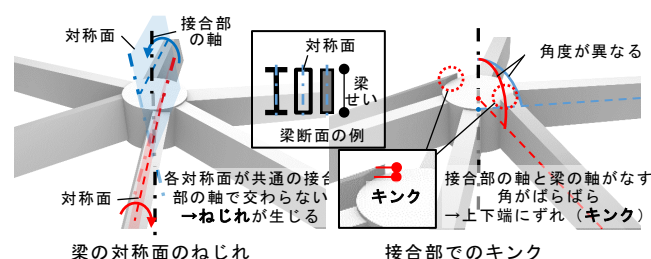 対称面
接合部
の軸
対称面
梁
せい
梁断面の例
角度が異なる
対称面
各対称面が共通の接合
部の軸で交わらない
→ねじれが生じる
キンク
接合部の軸と梁の軸がなす
角がばらばら
→上下端にずれ（キンク）
梁の対称面のねじれ
接合部でのキンク